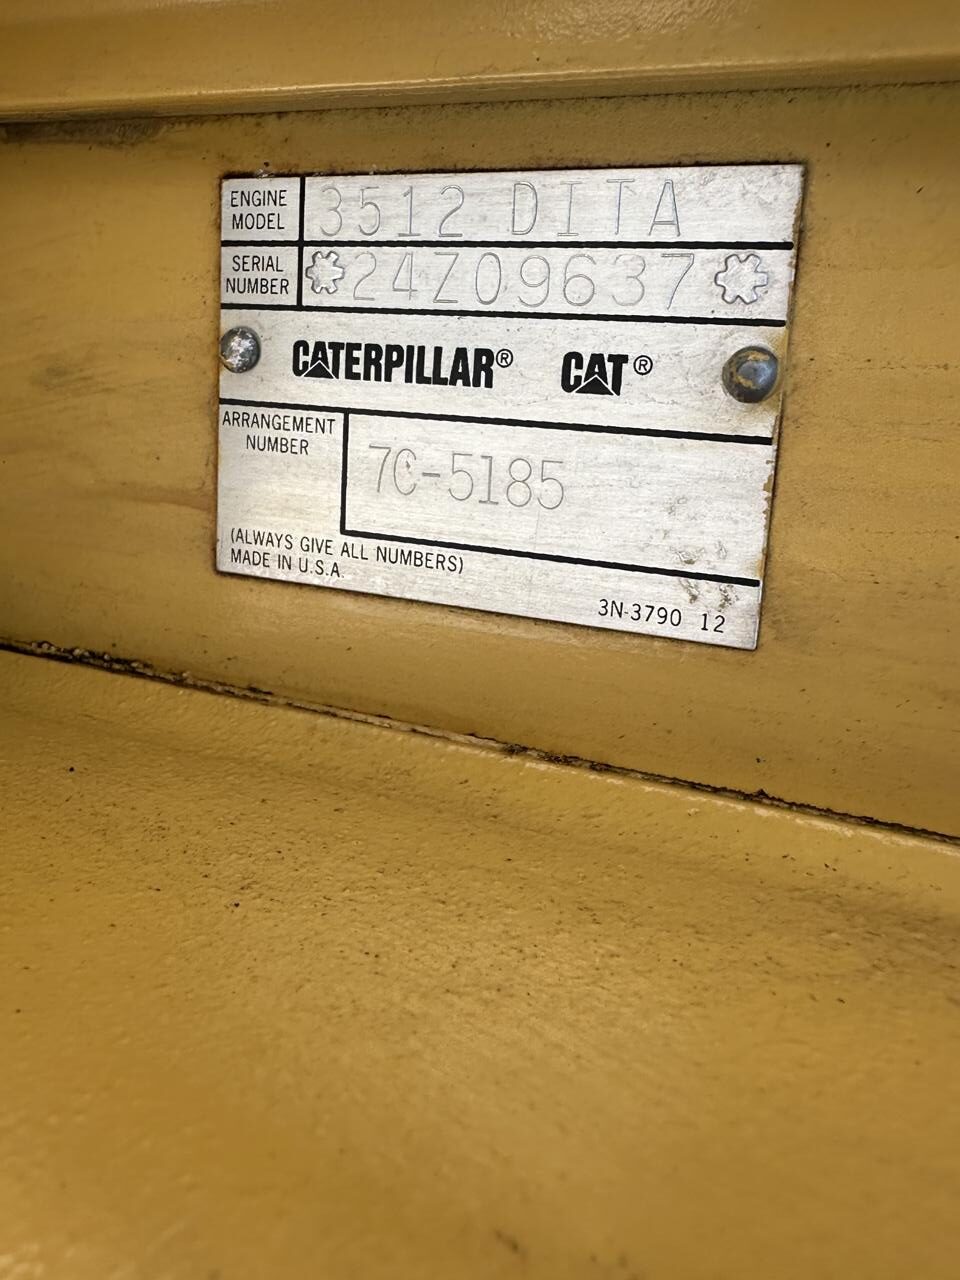 ENGINE MODEL 3512 DITA
SERIAL NUMBER 24Z09637
CATERPILLAR® CAT®
ARRANGEMENT NUMBER 7C-5185
(ALWAYS GIVE ALL NUMBERS)
MADE IN U.S.A.
3N-3790 12